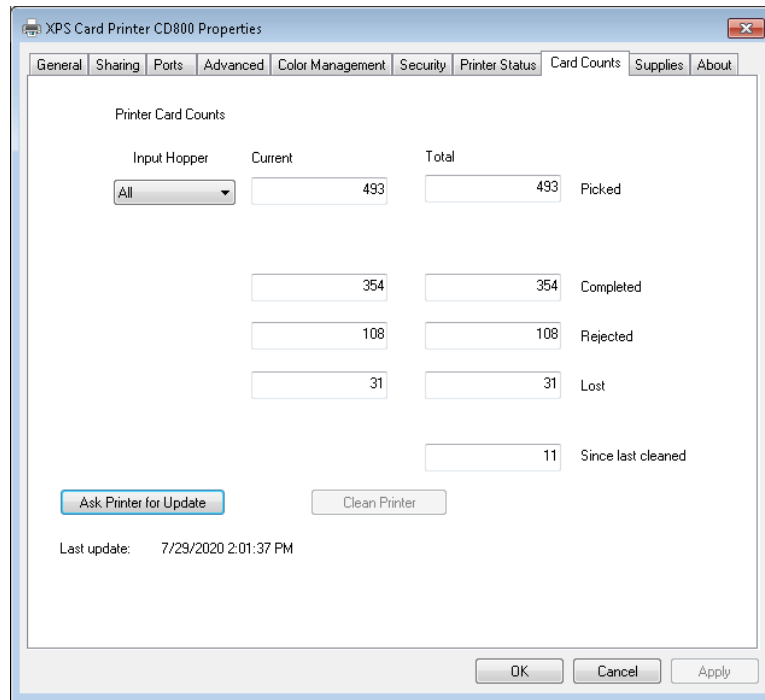 XPS Card Printer CD800 Properties
General Sharing Ports Advanced Color Management Security Printer Status Card Counts Supplies About
Printer Card Counts
Input Hopper Current Total
All 493 493 Picked
354 354 Completed
108 108 Rejected
31 31 Lost
11 Since last cleaned
Ask Printer for Update Clean Printer
Last update: 7/29/2020 2:01:37 PM
OK Cancel Apply